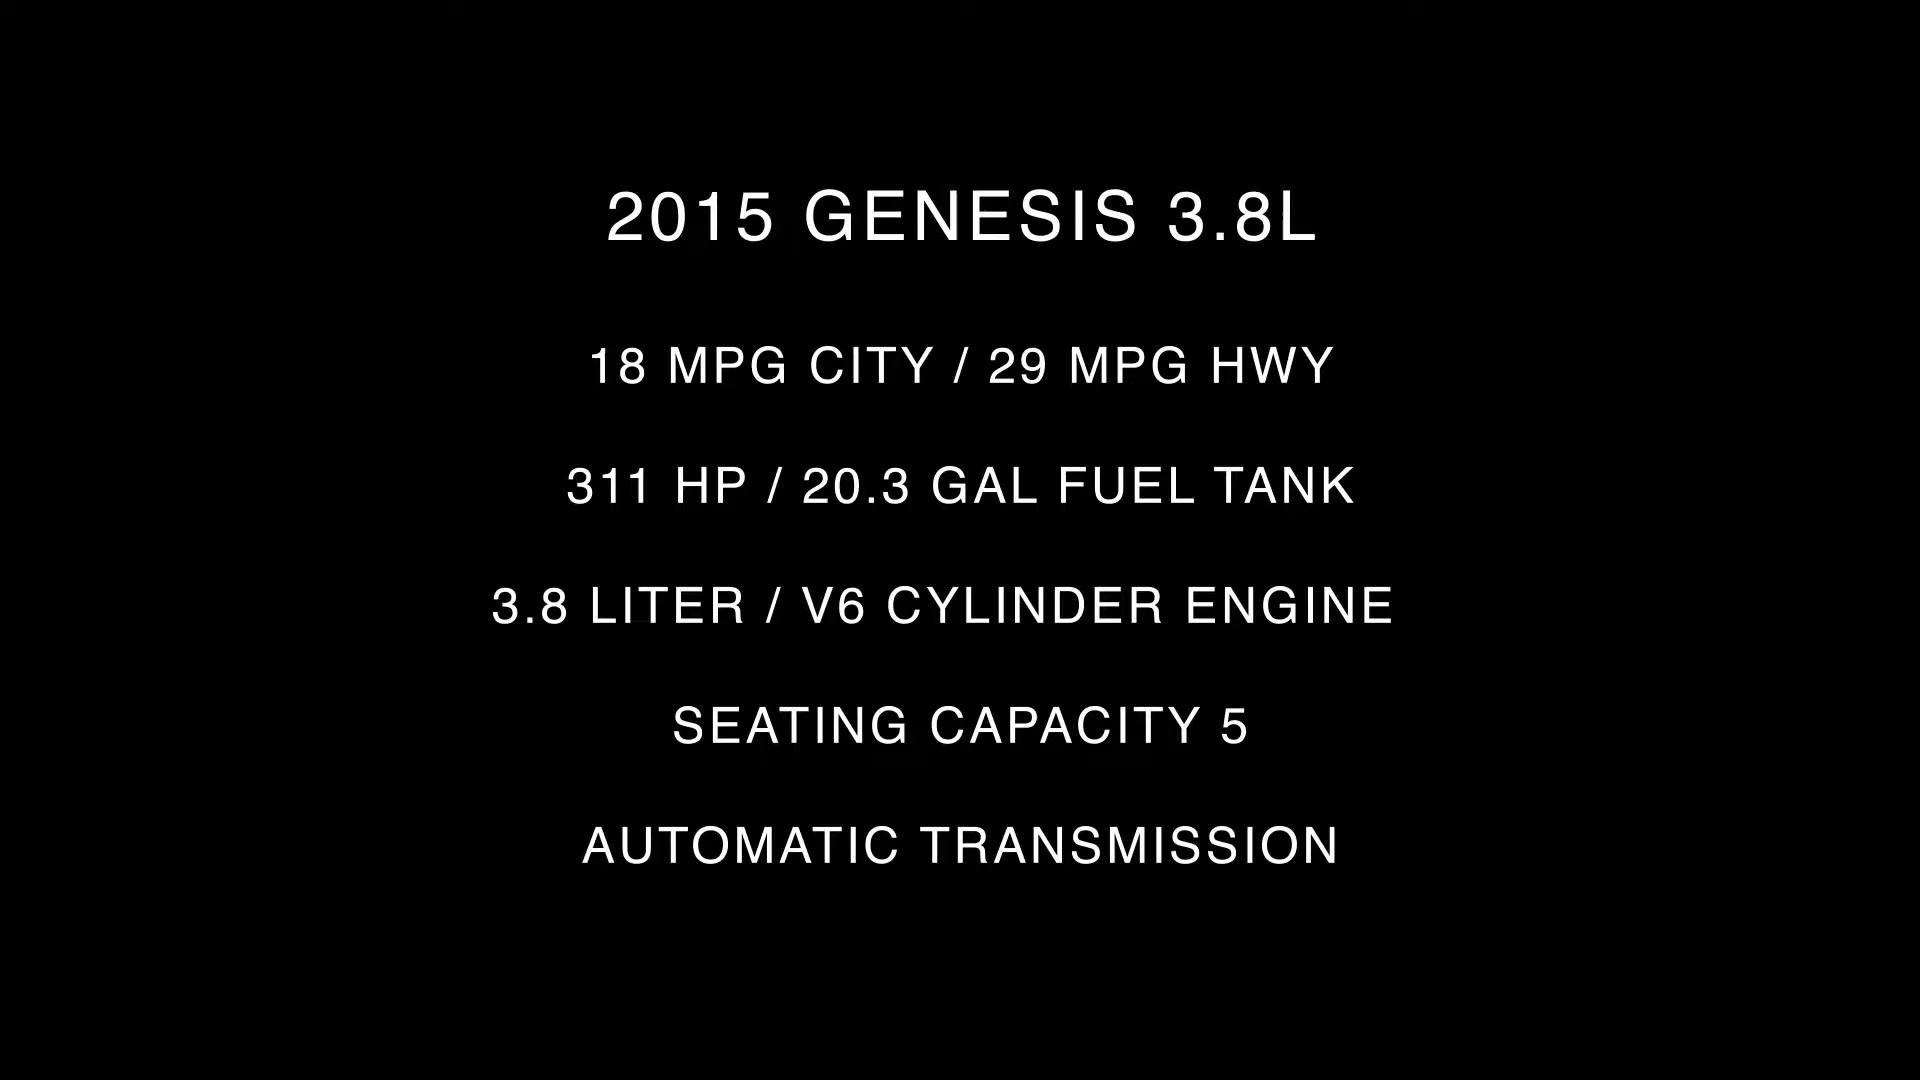 2015 GENESIS 3.8L
18 MPG CITY / 29 MPG HWY
311 HP / 20.3 GAL FUEL TANK
3.8 LITER / V6 CYLINDER ENGINE
SEATING CAPACITY 5
AUTOMATIC TRANSMISSION